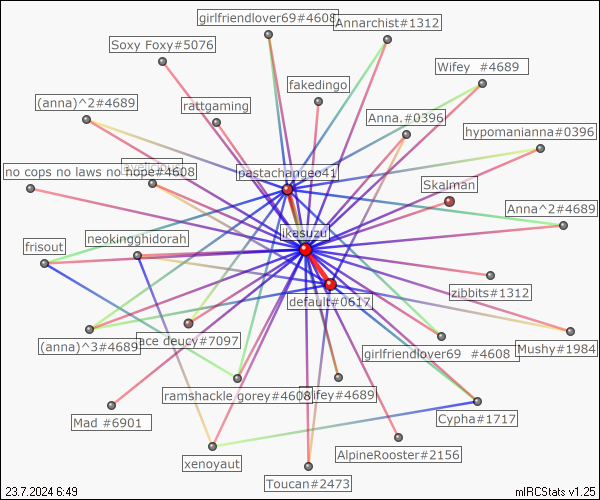 girlfriendlover69#4608
Annarchist#1312
Soxy Foxy#5076
Wifey  #4689
fakedingo
(anna)^2#4689
rattgaming
Anna.#0396
hypomanianna#0396
no cops no laws no hope#4608
pastachangeo41
Skalman
Anna^2#4689
ikesuzu
neokingghidorah
frisout
zibbits#1312
default#0617
(anna)^3#4689
ace deucy#7097
girlfriendlover69  #4608
Mushy#1984
ramshackle gorey#4608
ifey#4689
Mad #6901
Cypha#1717
xenoyaut
AlpineRooster#2156
Toucan#2473
23.7.2024 6:49
mIRCStats v1.25